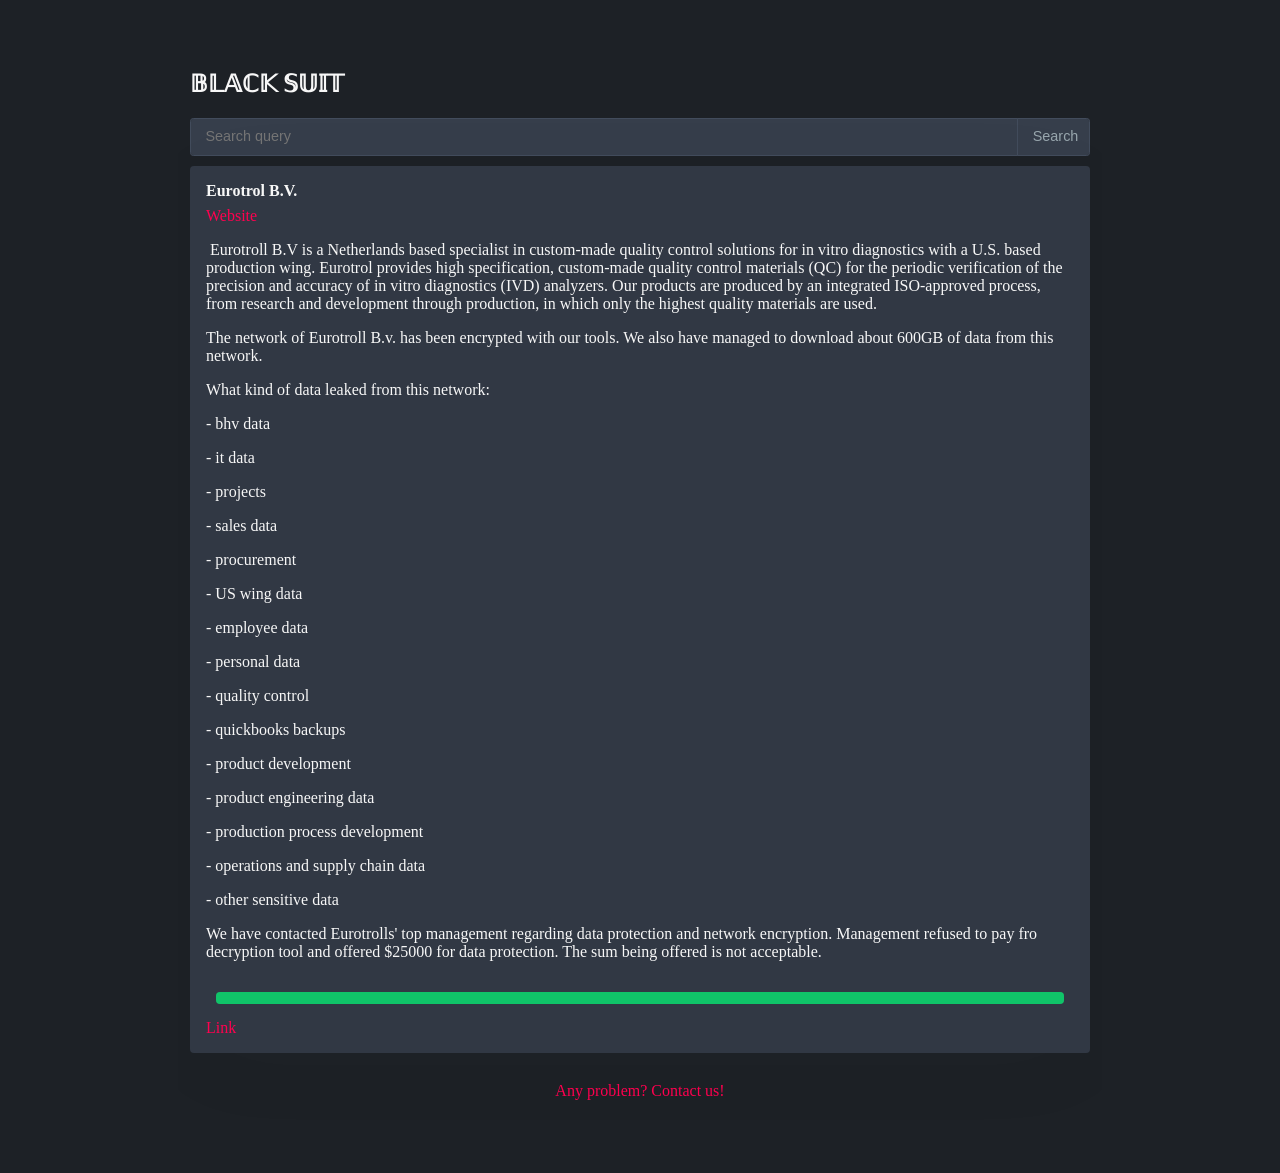 BLACK SUIT
Search query
Search
Eurotrol B.V.
Website
Eurotroll B.V is a Netherlands based specialist in custom-made quality control solutions for in vitro diagnostics with a U.S. based
production wing. Eurotrol provides high specification, custom-made quality control materials (QC) for the periodic verification of the
precision and accuracy of in vitro diagnostics (IVD) analyzers. Our products are produced by an integrated ISO-approved process,
from research and development through production, in which only the highest quality materials are used.
The network of Eurotroll B.v. has been encrypted with our tools. We also have managed to download about 600GB of data from this
network.
What kind of data leaked from this network:
- bhv data
- it data
- projects
- sales data
- procurement
- US wing data
- employee data
- personal data
- quality control
- quickbooks backups
- product development
- product engineering data
- production process development
- operations and supply chain data
- other sensitive data
We have contacted Eurotrolls' top management regarding data protection and network encryption. Management refused to pay fro
decryption tool and offered $25000 for data protection. The sum being offered is not acceptable.
Link
Any problem? Contact us!